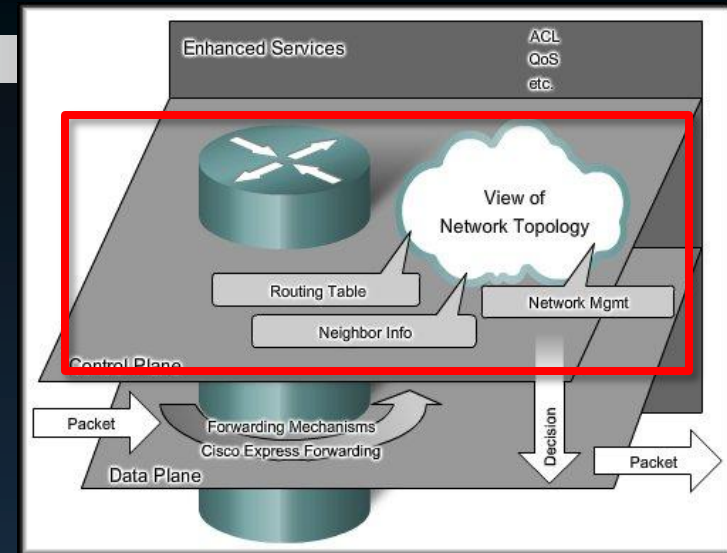 Enhanced Services
ACL
QoS
etc.
View of
Network Topology
Routing Table
Network Mgmt
Neighbor Info
Control Plane
Packet
Forwarding Mechanisms
Cisco Express Forwarding
Decision
Packet
Data Plane